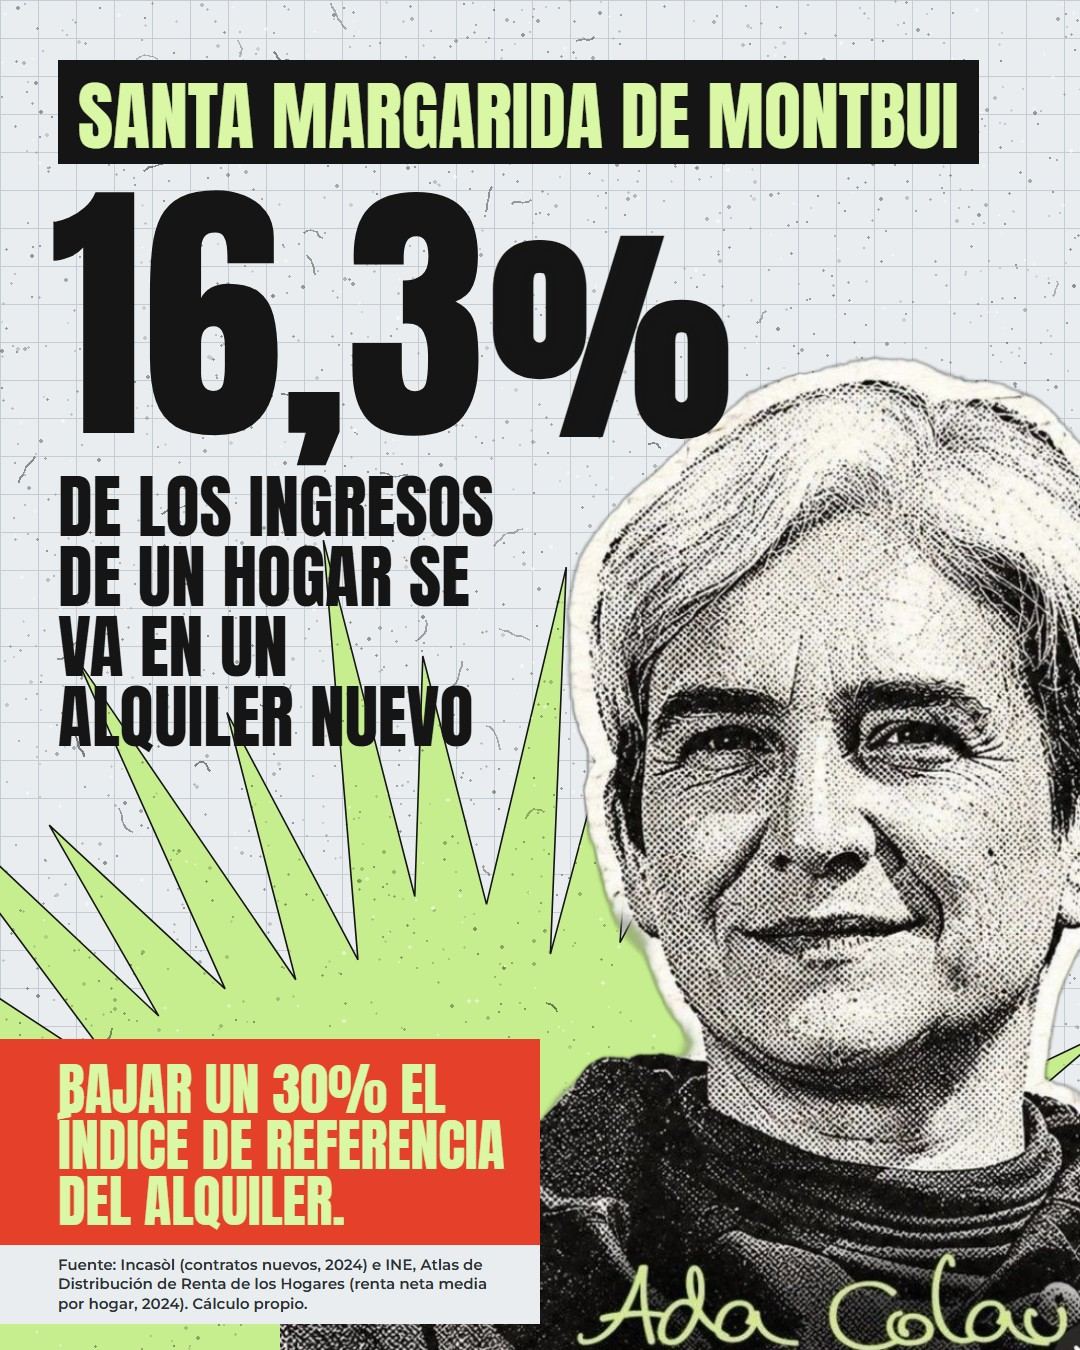 SANTA MARGARIDA DE MONTBUI
16,3%
DE LOS INGRESOS
DE UN HOGAR SE
VA EN UN
ALQUILER NUEVO
BAJAR UN 30% EL
ÍNDICE DE REFERENCIA
DEL ALQUILER.
Fuente: Incasòl (contratos nuevos, 2024) e INE, Atlas de
Distribución de Renta de los Hogares (renta neta media
por hogar, 2024). Cálculo propio.
Ada Colau